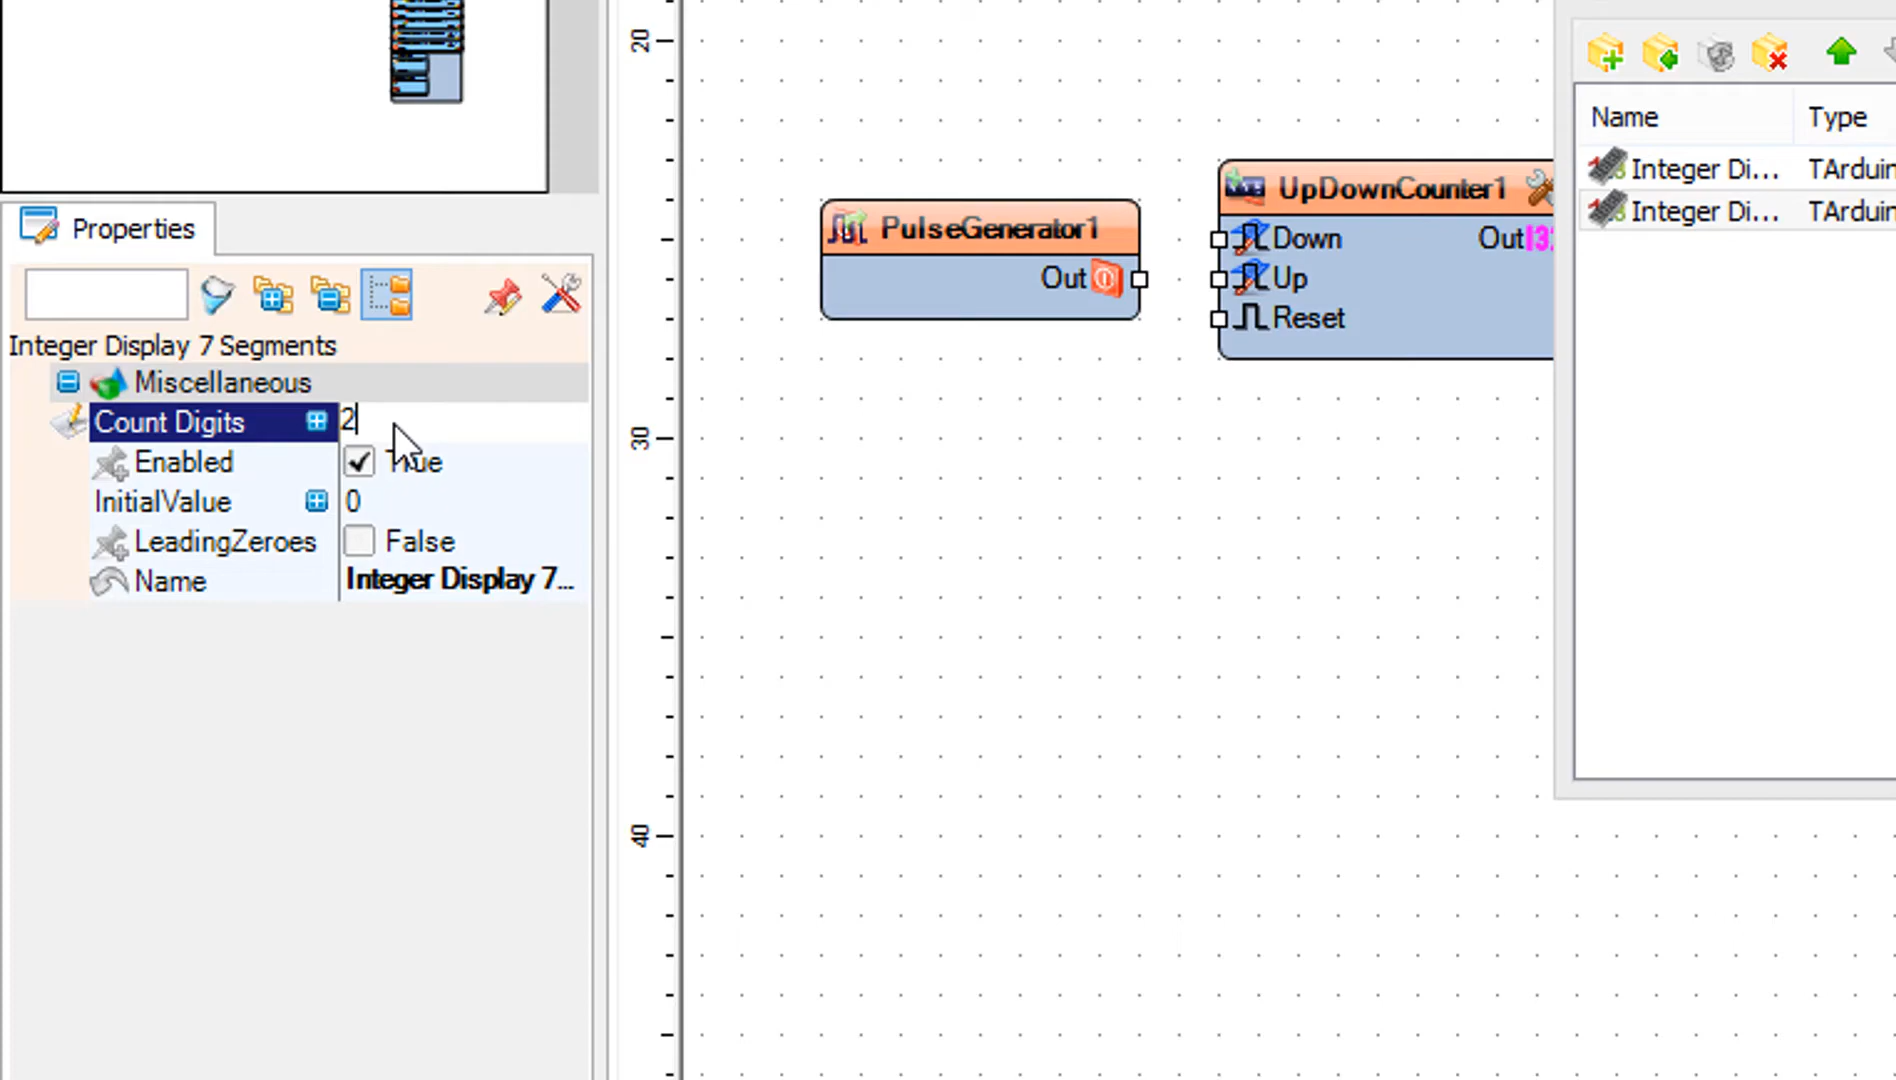 20
30
40
Properties
Integer Display 7 Segments
Miscellaneous
Count Digits 2
Enabled True
InitialValue 0
LeadingZeroes False
Name Integer Display 7...
PulseGenerator1
Out
UpDownCounter1
Down Out
Up
Reset
Name Type
Integer Di... TArduin
Integer Di... TArduin